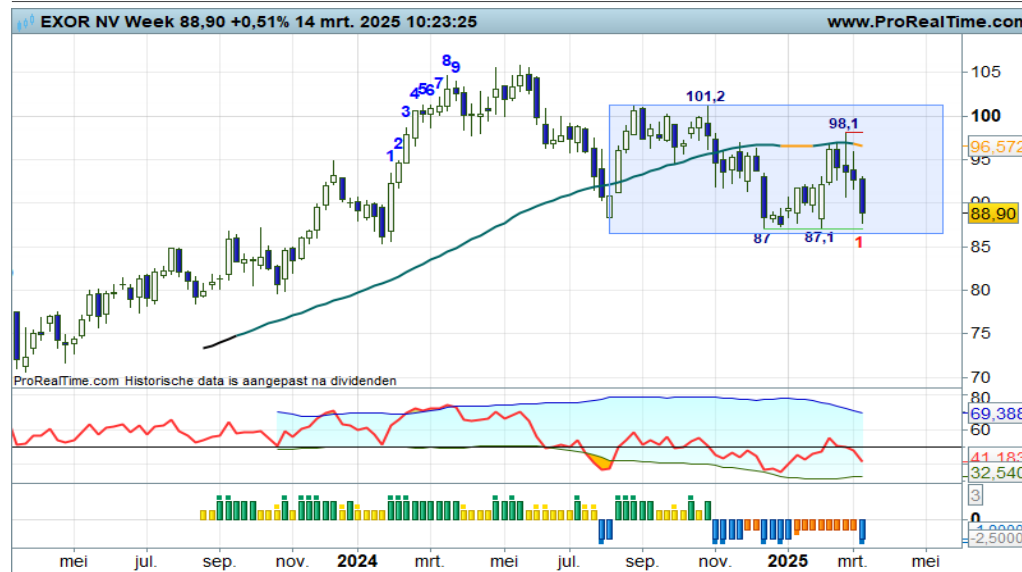 EXOR NV Week 88,90 +0,51% 14 mrt. 2025 10:23:25
www.ProRealTime.com
105
100
96,572
95
90
88,90
85
80
75
70
1
2
3
4
5
6
7
8
9
101,2
98,1
87
87,1
1
ProRealTime.com Historische data is aangepast na dividenden
80
69,388
60
41,183
32,540
3
0
-2,5000
mei
jul.
sep.
nov.
2024
mrt.
mei
jul.
sep.
nov.
2025
mrt.
mei